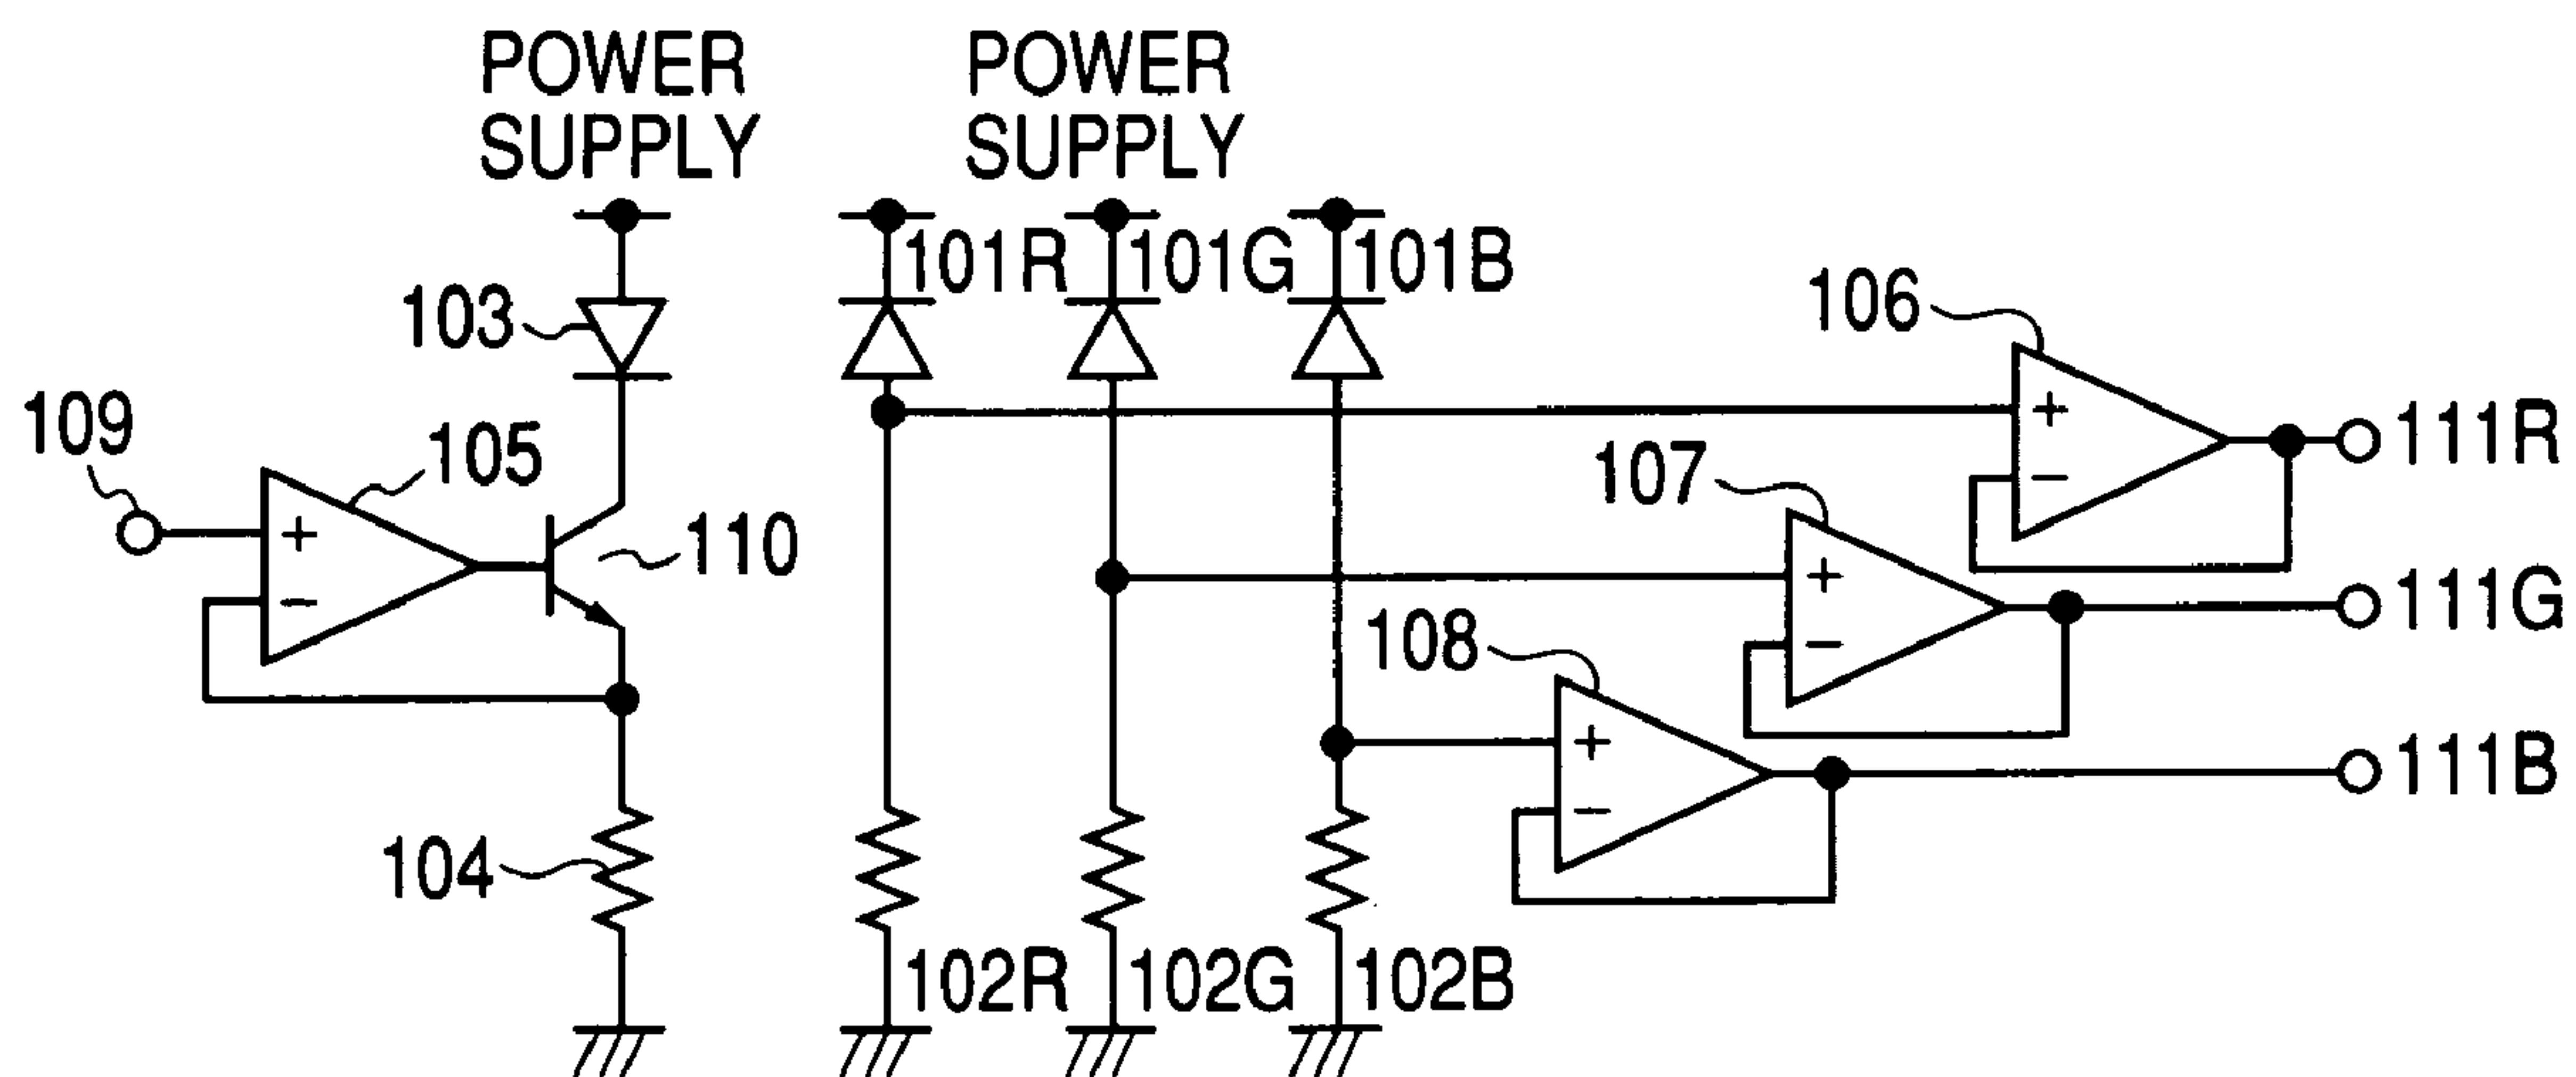 POWER
SUPPLY
POWER
SUPPLY
101R
101G
101B
103
106
109
105
107
111R
110
108
111G
111B
104
102R
102G
102B
+
−
+
−
+
−
+
−